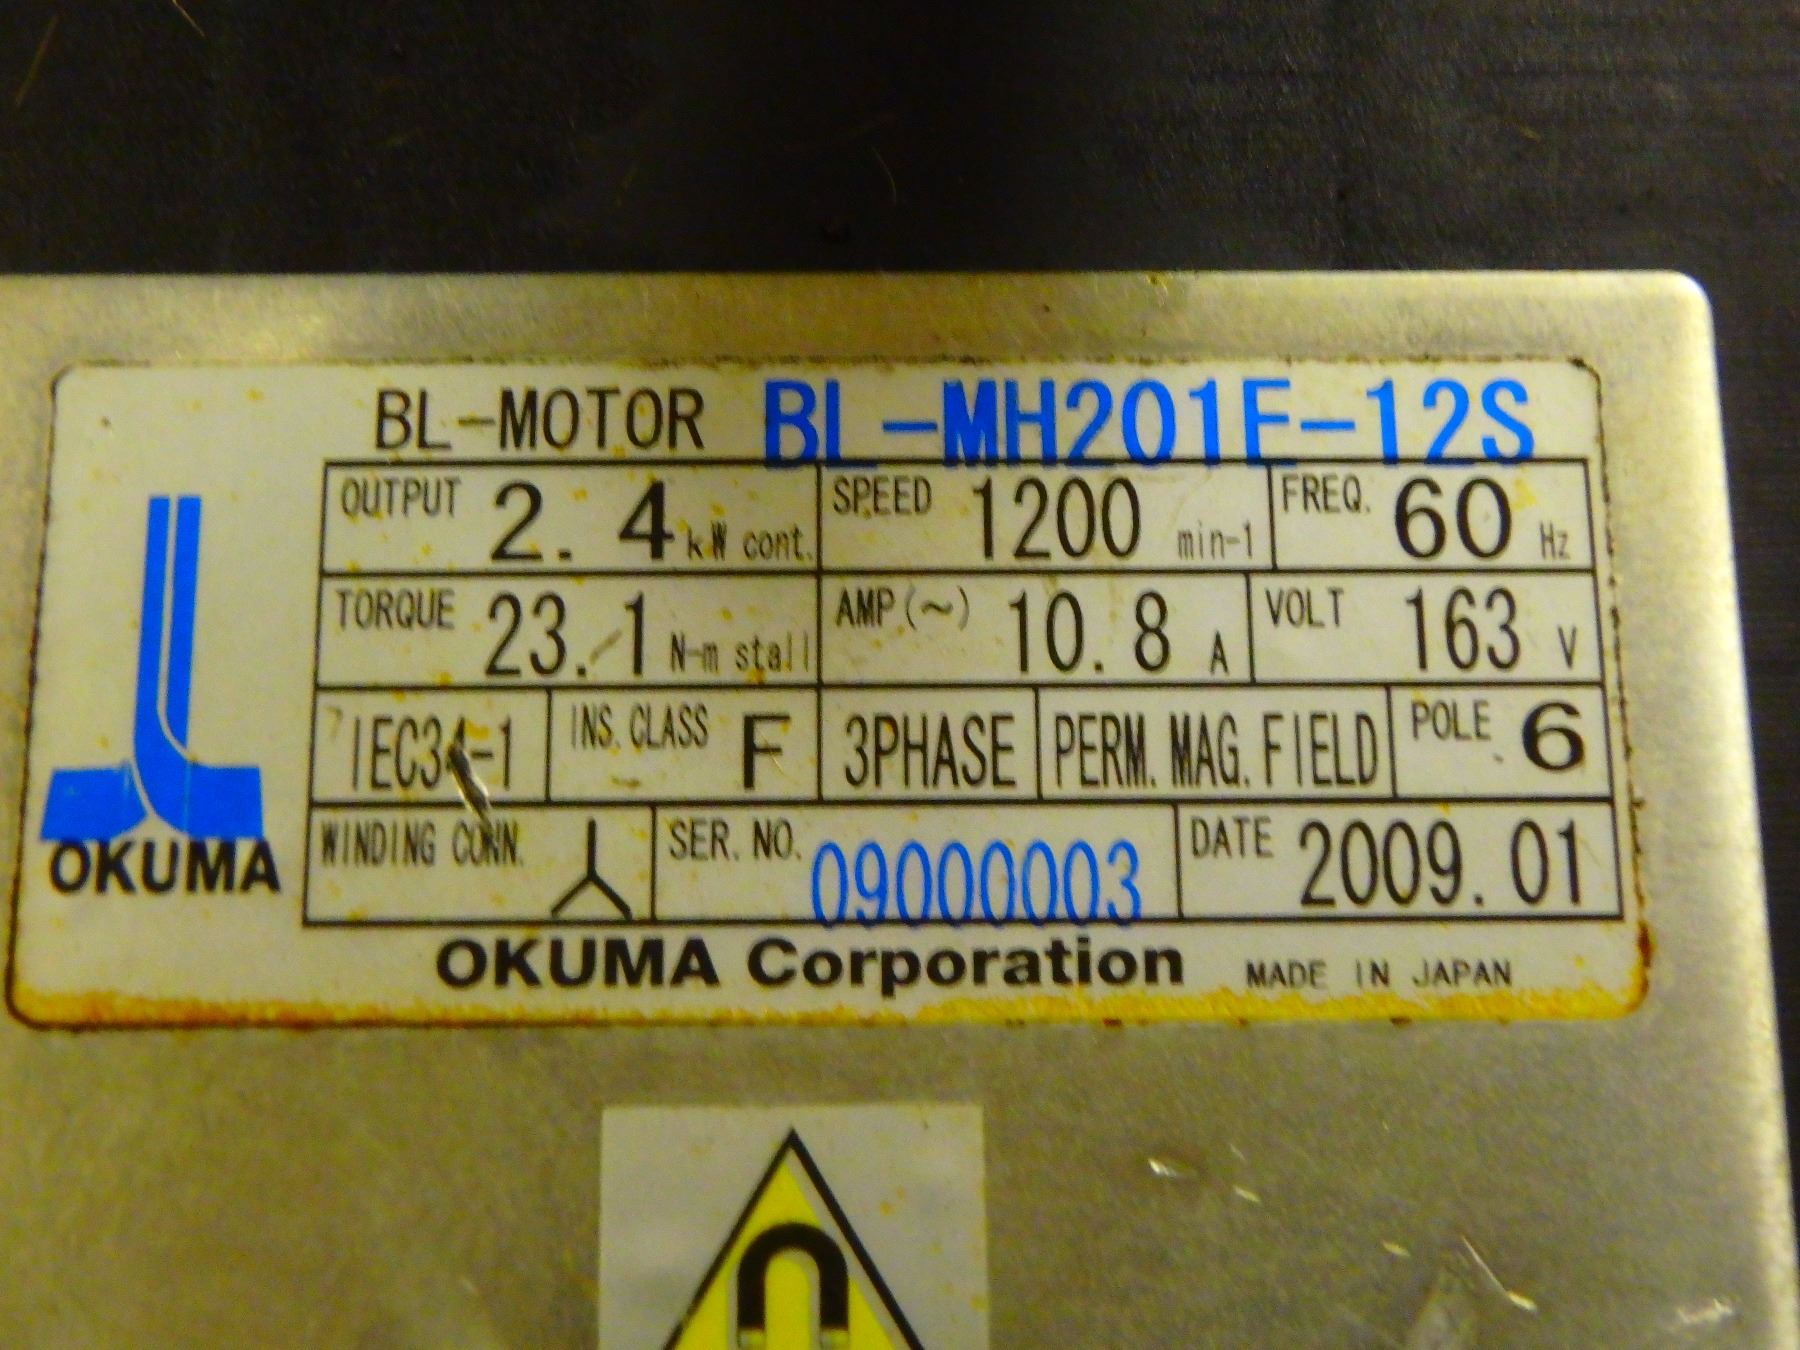 BL-MOTOR BL-MH201E-12S
OUTPUT 2.4 kW cont. SPEED 1200 min-1 FREQ. 60 Hz
TORQUE 23.1 N-m stall AMP(~) 10.8 A VOLT 163 V
IEC34-1 INS. CLASS F 3PHASE PERM. MAG. FIELD POLE 6
WINDING CONN. SER. NO. 09000003 DATE 2009.01
OKUMA
OKUMA Corporation MADE IN JAPAN